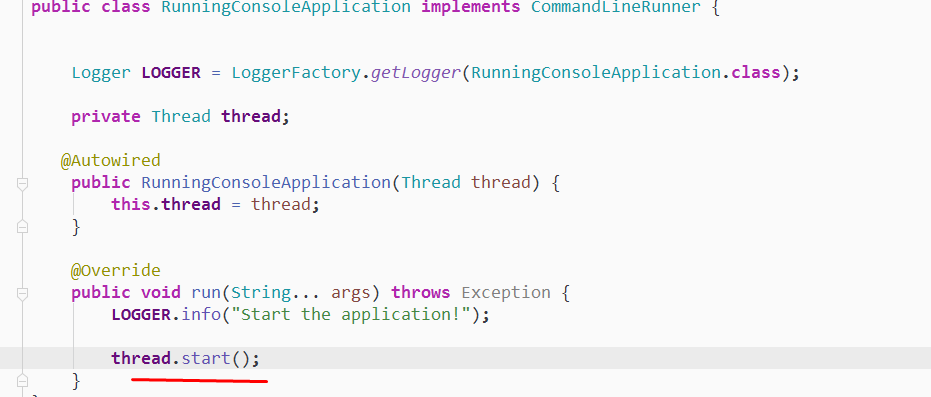 public class RunningConsoleApplication implements CommandLineRunner {
Logger LOGGER = LoggerFactory.getLogger(RunningConsoleApplication.class);
private Thread thread;
@Autowired
public RunningConsoleApplication(Thread thread) {
this.thread = thread;
}
@Override
public void run(String... args) throws Exception {
LOGGER.info("Start the application!");
thread.start();
}